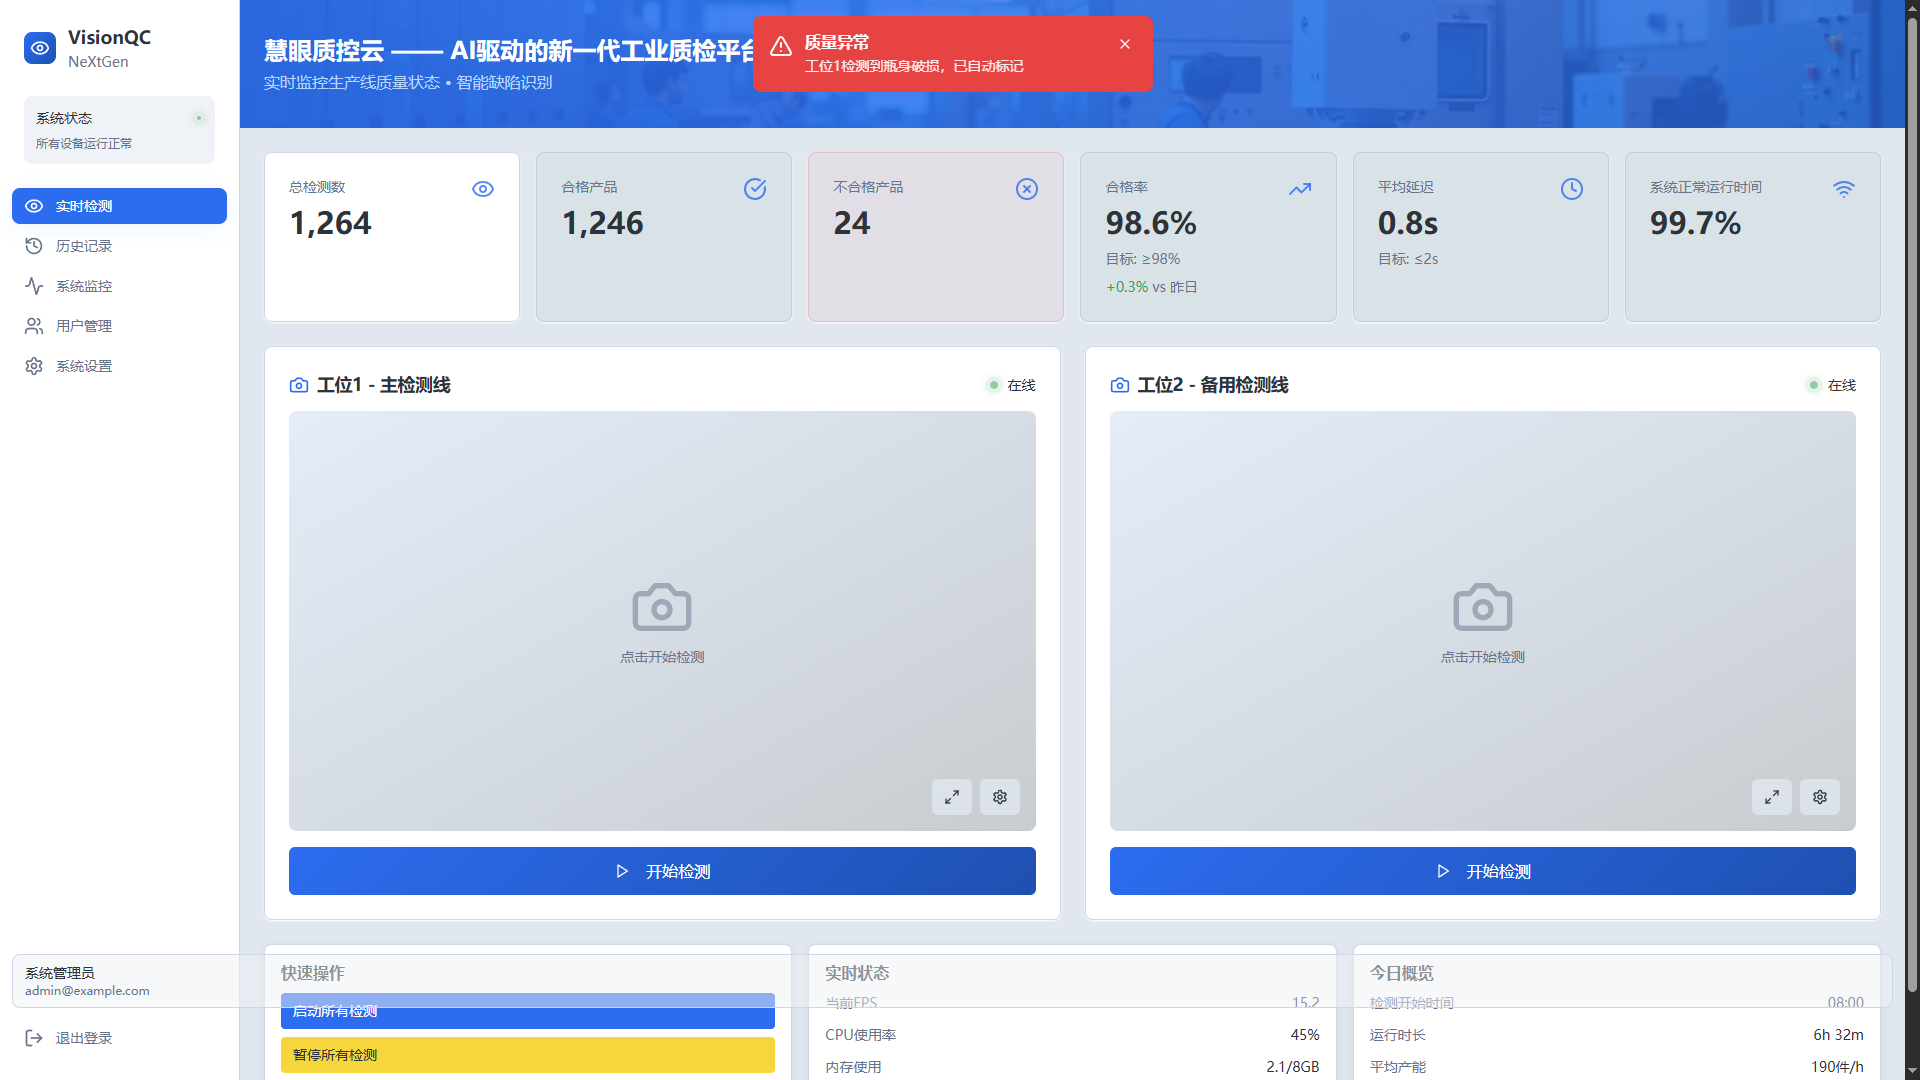 VisionQC
NeXtGen
系统状态
所有设备运行正常
实时检测
历史记录
系统监控
用户管理
系统设置
系统管理员
admin@example.com
退出登录
慧眼质控云 —— AI驱动的新一代工业质检平台
实时监控生产线质量状态 • 智能缺陷识别
质量异常
工位1检测到瓶身破损，已自动标记
总检测数
1,264
合格产品
1,246
不合格产品
24
合格率
98.6%
目标: ≥98%
+0.3% vs 昨日
平均延迟
0.8s
目标: ≤2s
系统正常运行时间
99.7%
工位1 - 主检测线
在线
点击开始检测
开始检测
工位2 - 备用检测线
在线
点击开始检测
开始检测
快速操作
启动所有检测
暂停所有检测
实时状态
当前FPS 15.2
CPU使用率 45%
内存使用 2.1/8GB
今日概览
检测开始时间 08:00
运行时长 6h 32m
平均产能 190件/h